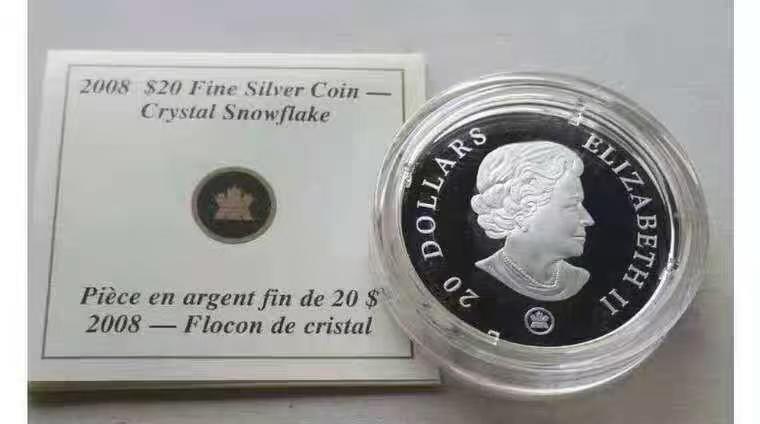 2008 $20 Fine Silver Coin —
Crystal Snowflake
Pièce en argent fin de 20 $
2008 — Flocon de cristal
20 DOLLARS
ELIZABETH II